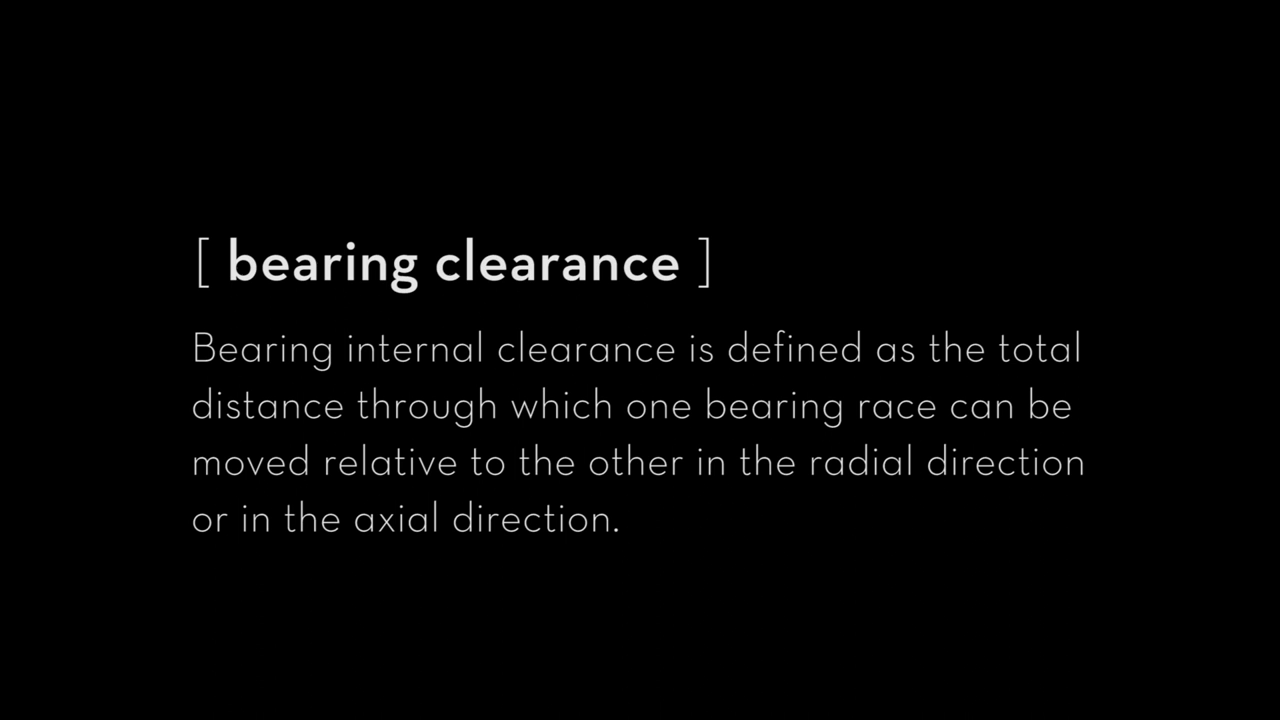 [ bearing clearance ]
Bearing internal clearance is defined as the total
distance through which one bearing race can be
moved relative to the other in the radial direction
or in the axial direction.